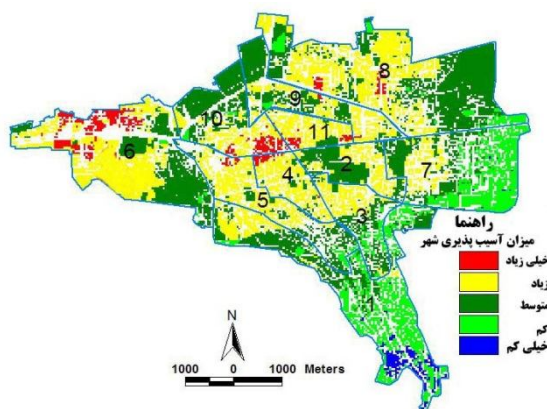 8
9
10
11
6
2
4
7
5
3
1
راهنما
میزان آسیب پذیری شهر
خیلی زیاد
زیاد
متوسط
کم
خیلی کم
N
1000 0 1000 Meters